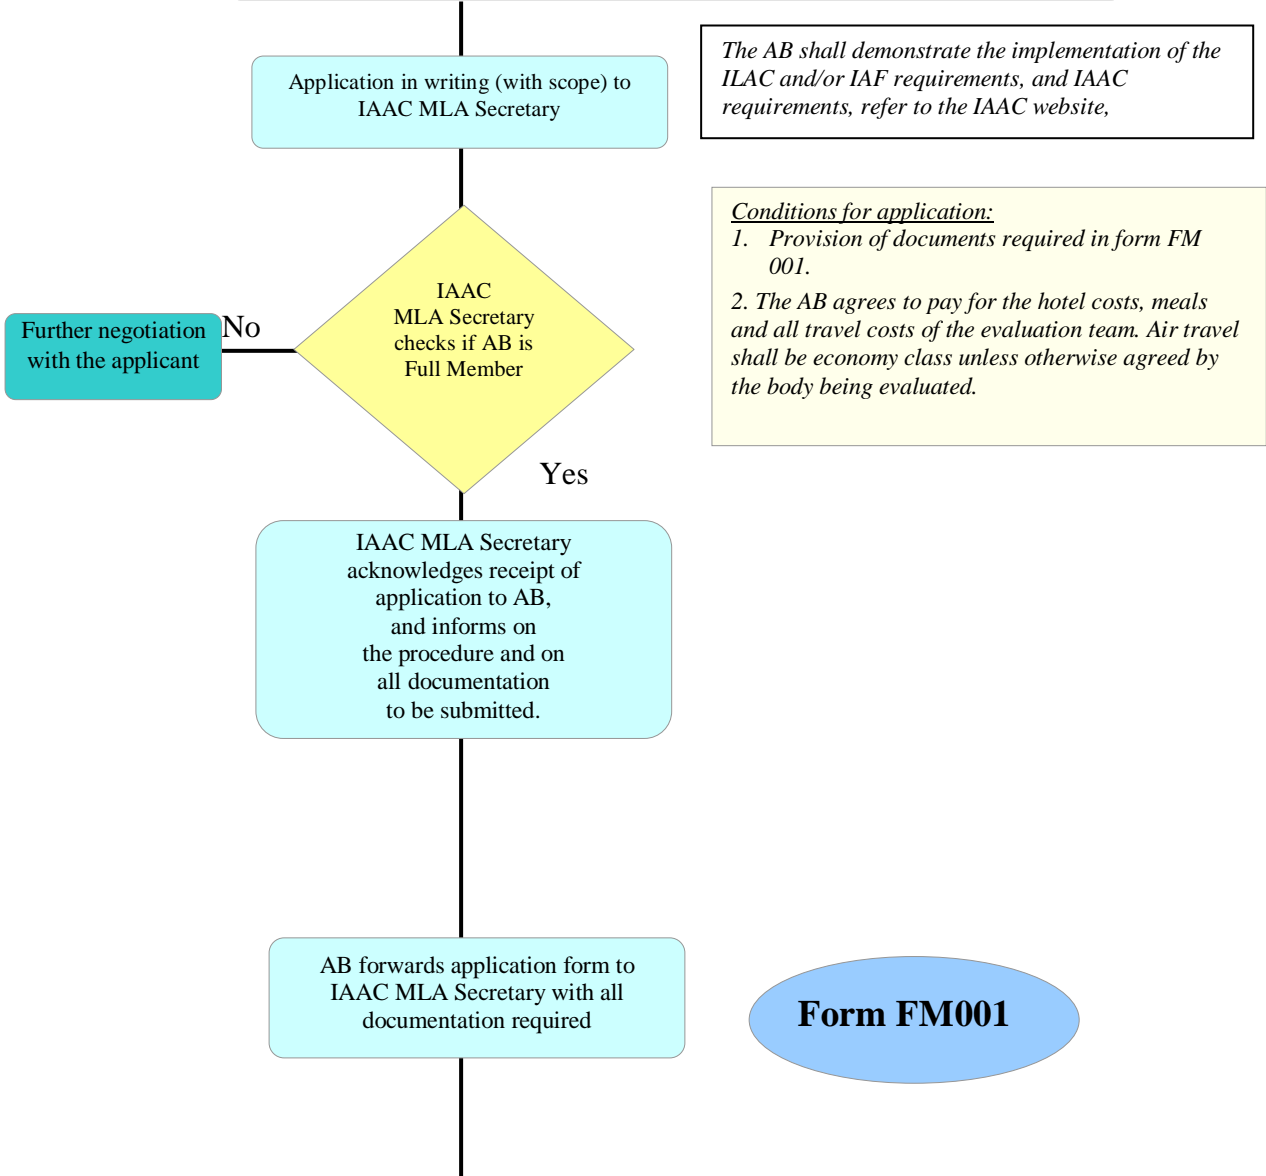 Application in writing (with scope) to
IAAC MLA Secretary
The AB shall demonstrate the implementation of the
ILAC and/or IAF requirements, and IAAC
requirements, refer to the IAAC website,
Conditions for application:
1. Provision of documents required in form FM
001.
2. The AB agrees to pay for the hotel costs, meals
and all travel costs of the evaluation team. Air travel
shall be economy class unless otherwise agreed by
the body being evaluated.
IAAC
MLA Secretary
checks if AB is
Full Member
No
Further negotiation
with the applicant
Yes
IAAC MLA Secretary
acknowledges receipt of
application to AB,
and informs on
the procedure and on
all documentation
to be submitted.
AB forwards application form to
IAAC MLA Secretary with all
documentation required
Form FM001